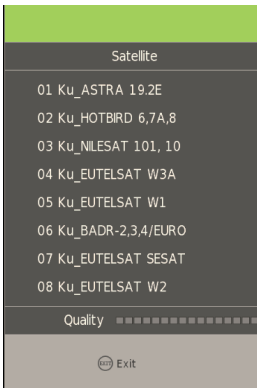 Satellite
01 Ku_ASTRA 19.2E
02 Ku_HOTBIRD 6,7A,8
03 Ku_NILESAT 101, 10
04 Ku_EUTELSAT W3A
05 Ku_EUTELSAT W1
06 Ku_BADR-2,3,4/EURO
07 Ku_EUTELSAT SESAT
08 Ku_EUTELSAT W2
Quality
EXIT Exit